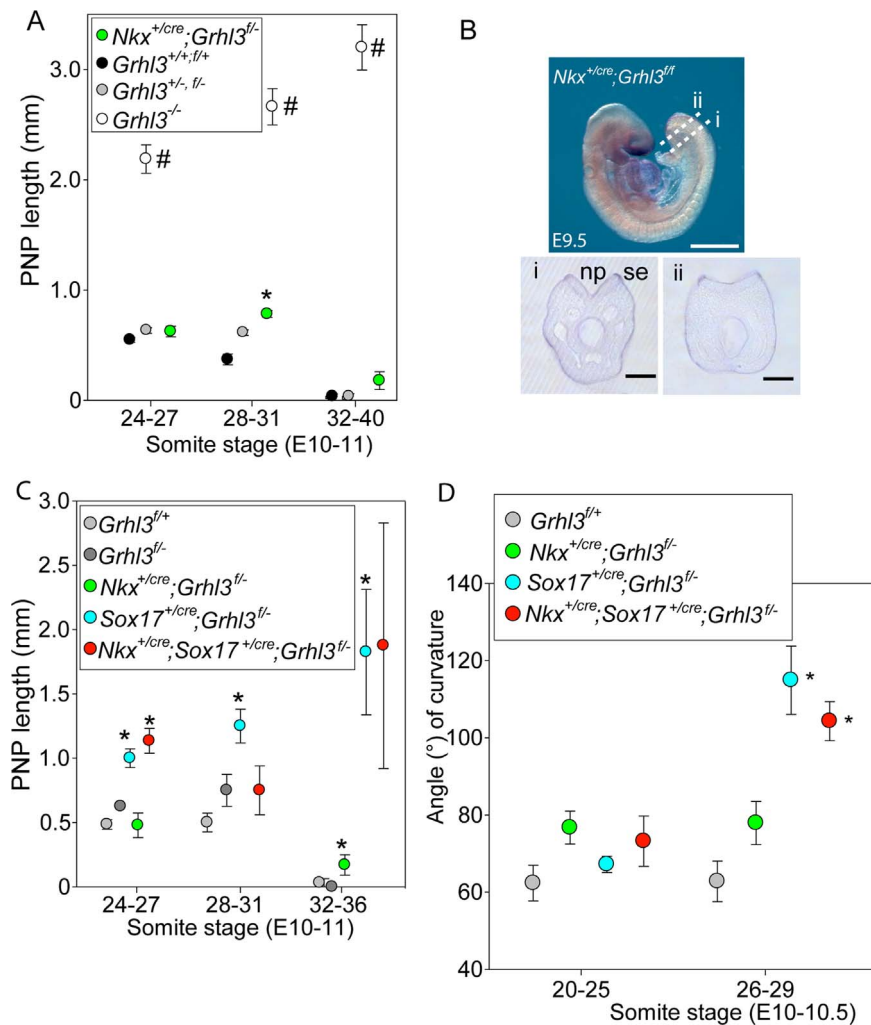 A
Nkx+/cre;Grhl3f/-
Grhl3+/+;f/+
Grhl3+/-, f/-
Grhl3-/-
PNP length (mm)
3.0
2.0
1.0
0
#
#
#
*
24-27
28-31
32-40
Somite stage (E10-11)
B
Nkx+/cre;Grhl3f/f
ii
i
E9.5
i
np
se
ii
C
3.0
2.5
2.0
1.5
1.0
0.5
0
PNP length (mm)
Grhl3f/+
Grhl3f/-
Nkx+/cre;Grhl3f/-
Sox17+/cre;Grhl3f/-
Nkx+/cre;Sox17+/cre;Grhl3f/-
*
*
*
*
*
24-27
28-31
32-36
Somite stage (E10-11)
D
Grhl3f/+
Nkx+/cre;Grhl3f/-
Sox17+/cre;Grhl3f/-
Nkx+/cre;Sox17+/cre;Grhl3f/-
140
120
100
80
60
40
Angle (°) of curvature
*
*
20-25
26-29
Somite stage (E10-10.5)